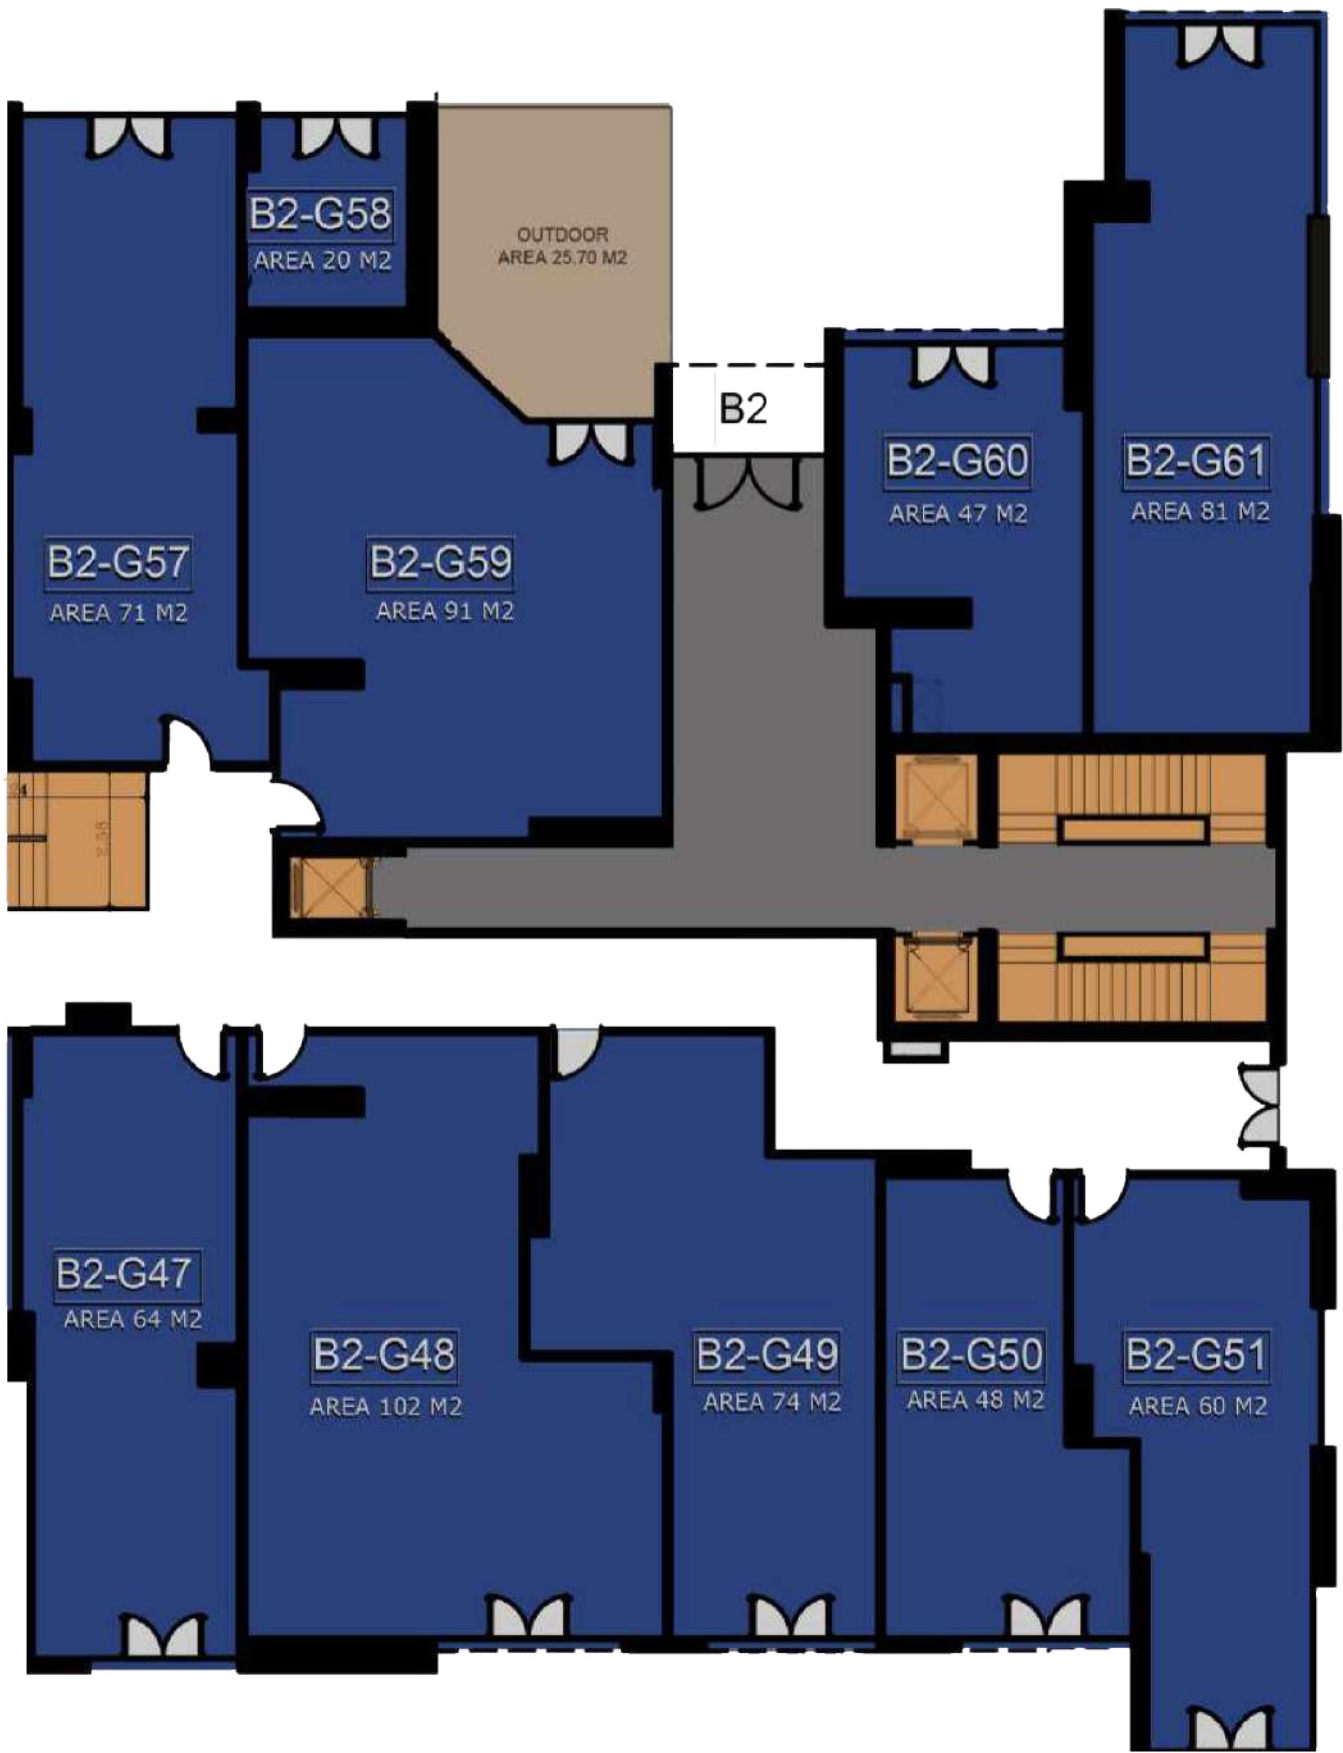 B2-G58
AREA 20 M2
OUTDOOR
AREA 25.70 M2
B2
B2-G60
AREA 47 M2
B2-G61
AREA 81 M2
B2-G57
AREA 71 M2
B2-G59
AREA 91 M2
24
B2-G47
AREA 64 M2
B2-G48
AREA 102 M2
B2-G49
AREA 74 M2
B2-G50
AREA 48 M2
B2-G51
AREA 60 M2